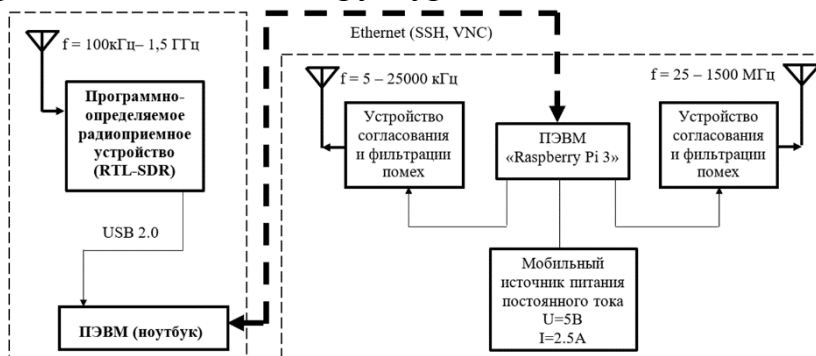 Ethernet (SSH, VNC)
f = 100кГц– 1,5 ГГц
Программно-
определяемое
радиоприемное
устройство
(RTL-SDR)
USB 2.0
ПЭВМ (ноутбук)
f = 5 – 25000 кГц
Устройство
согласования
и фильтрации
помех
ПЭВМ
«Raspberry Pi 3»
f = 25 – 1500 МГц
Устройство
согласования
и фильтрации
помех
Мобильный
источник питания
постоянного тока
U=5В
I=2.5А